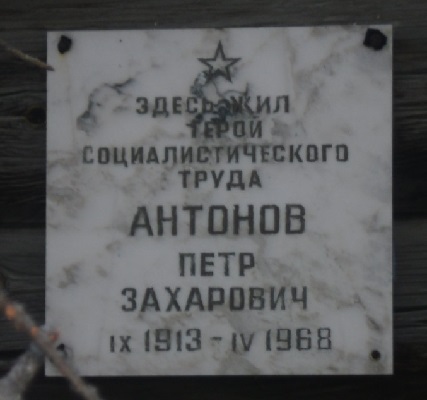 ЗДЕСЬ ЖИЛ
ГЕРОЙ
СОЦИАЛИСТИЧЕСКОГО
ТРУДА
АНТОНОВ
ПЕТР
ЗАХАРОВИЧ
IX 1913 - IV 1968